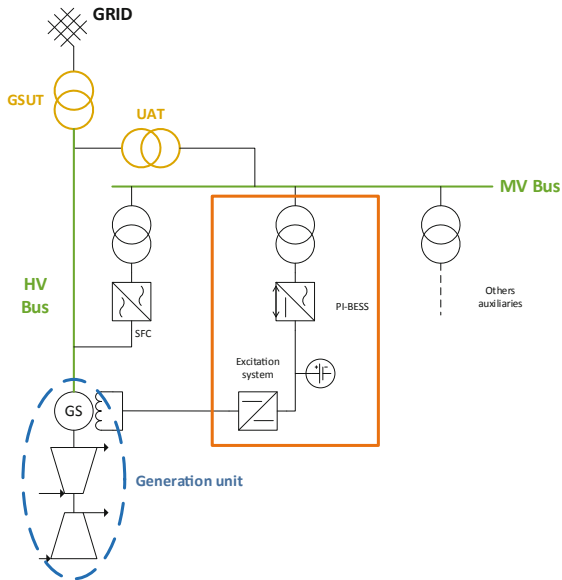 GRID
GSUT
UAT
MV Bus
HV
Bus
SFC
PI-BESS
Others
auxiliaries
Excitation
system
GS
Generation unit